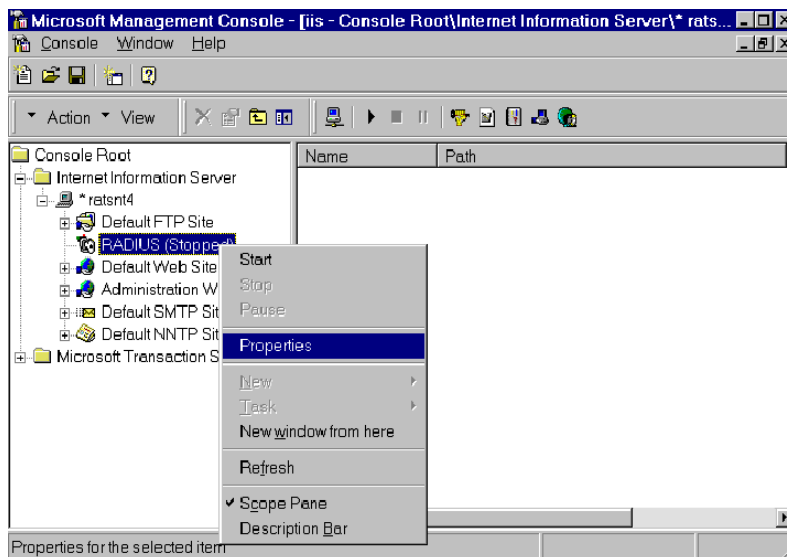 Microsoft Management Console - [iis - Console Root\Internet Information Server\* rats...
Console Window Help
Action View
Console Root
Internet Information Server
* ratsnt4
Default FTP Site
RADIUS (Stopped)
Default Web Site
Administration W
Default SMTP Sit
Default NNTP Sit
Microsoft Transaction S
Name Path
Start
Stop
Pause
Properties
New
Task
New window from here
Refresh
Scope Pane
Description Bar
Properties for the selected item